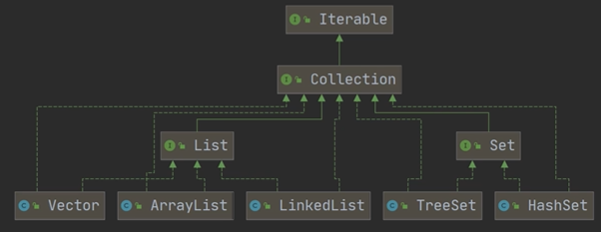 Iterable
Collection
List Set
Vector ArrayList LinkedList TreeSet HashSet